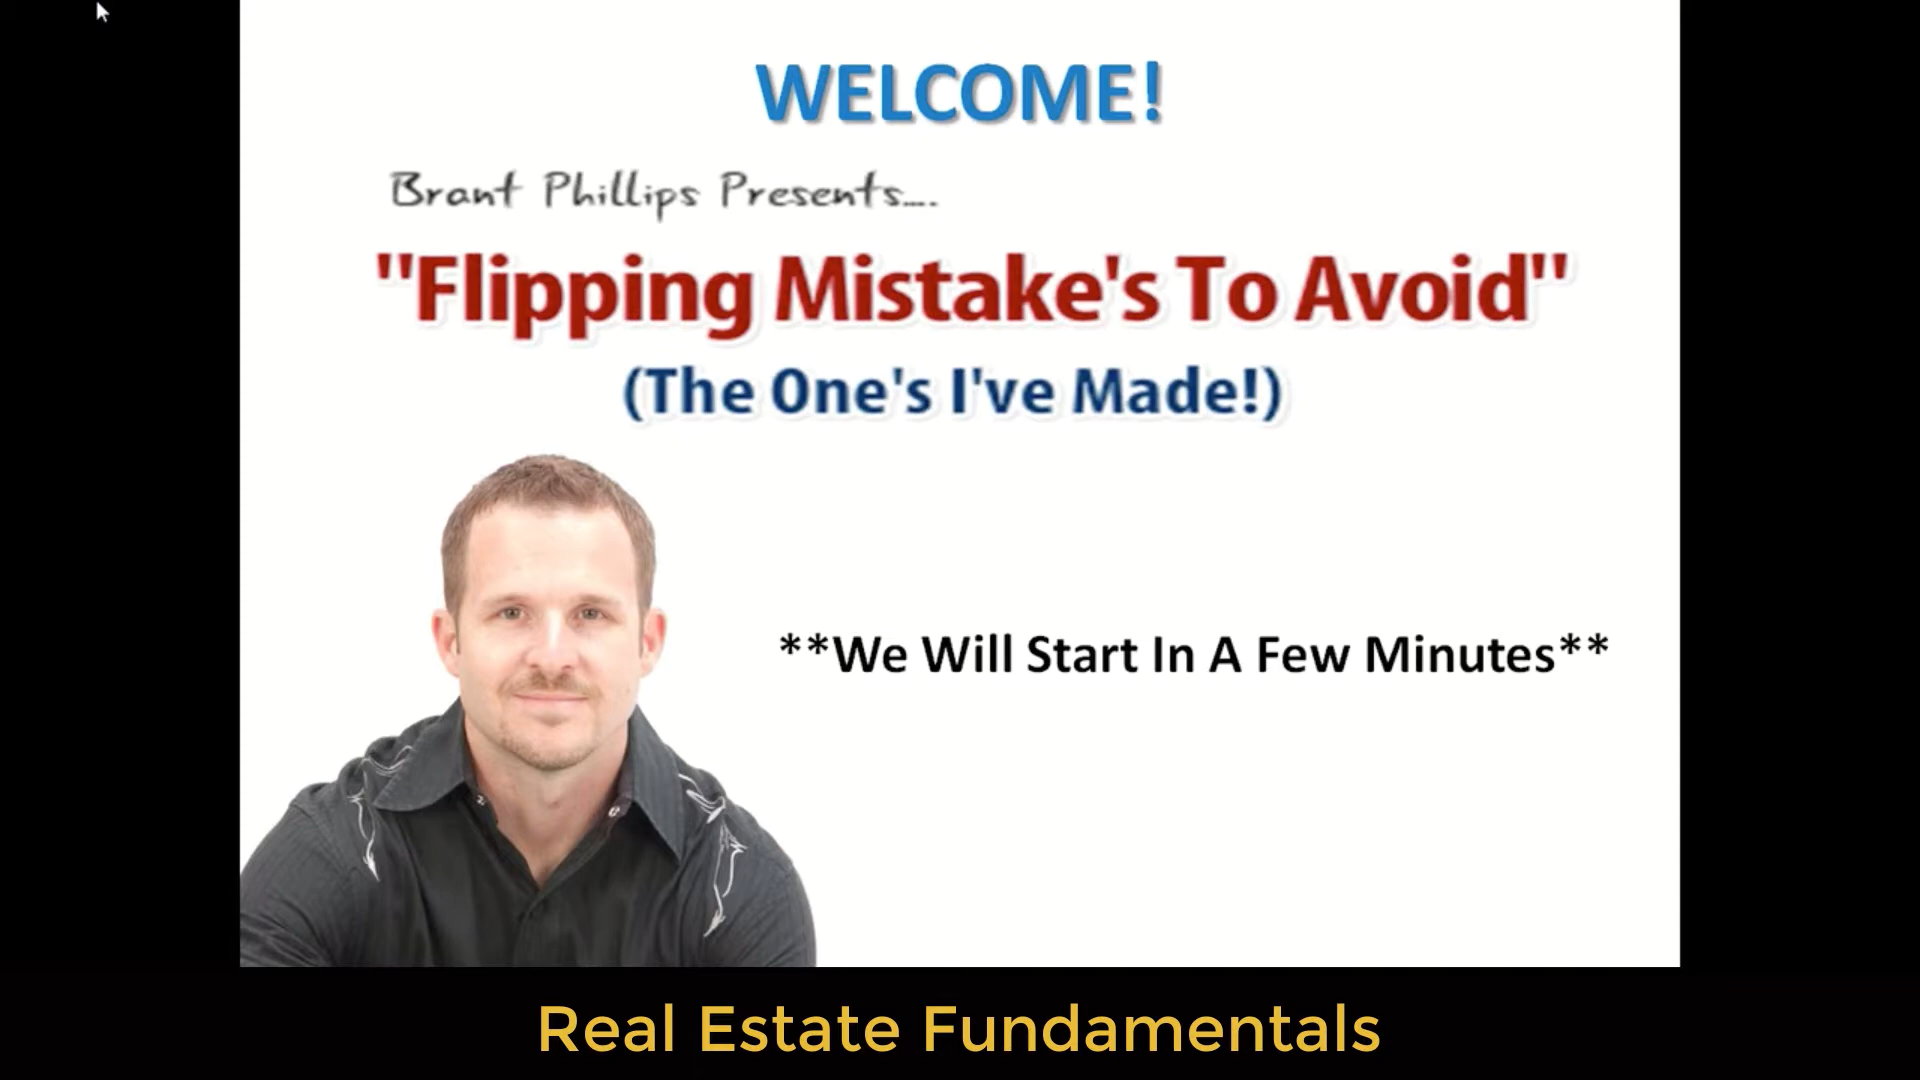 WELCOME!
Brant Phillips Presents....
"Flipping Mistake's To Avoid"
(The One's I've Made!)
**We Will Start In A Few Minutes**
Real Estate Fundamentals